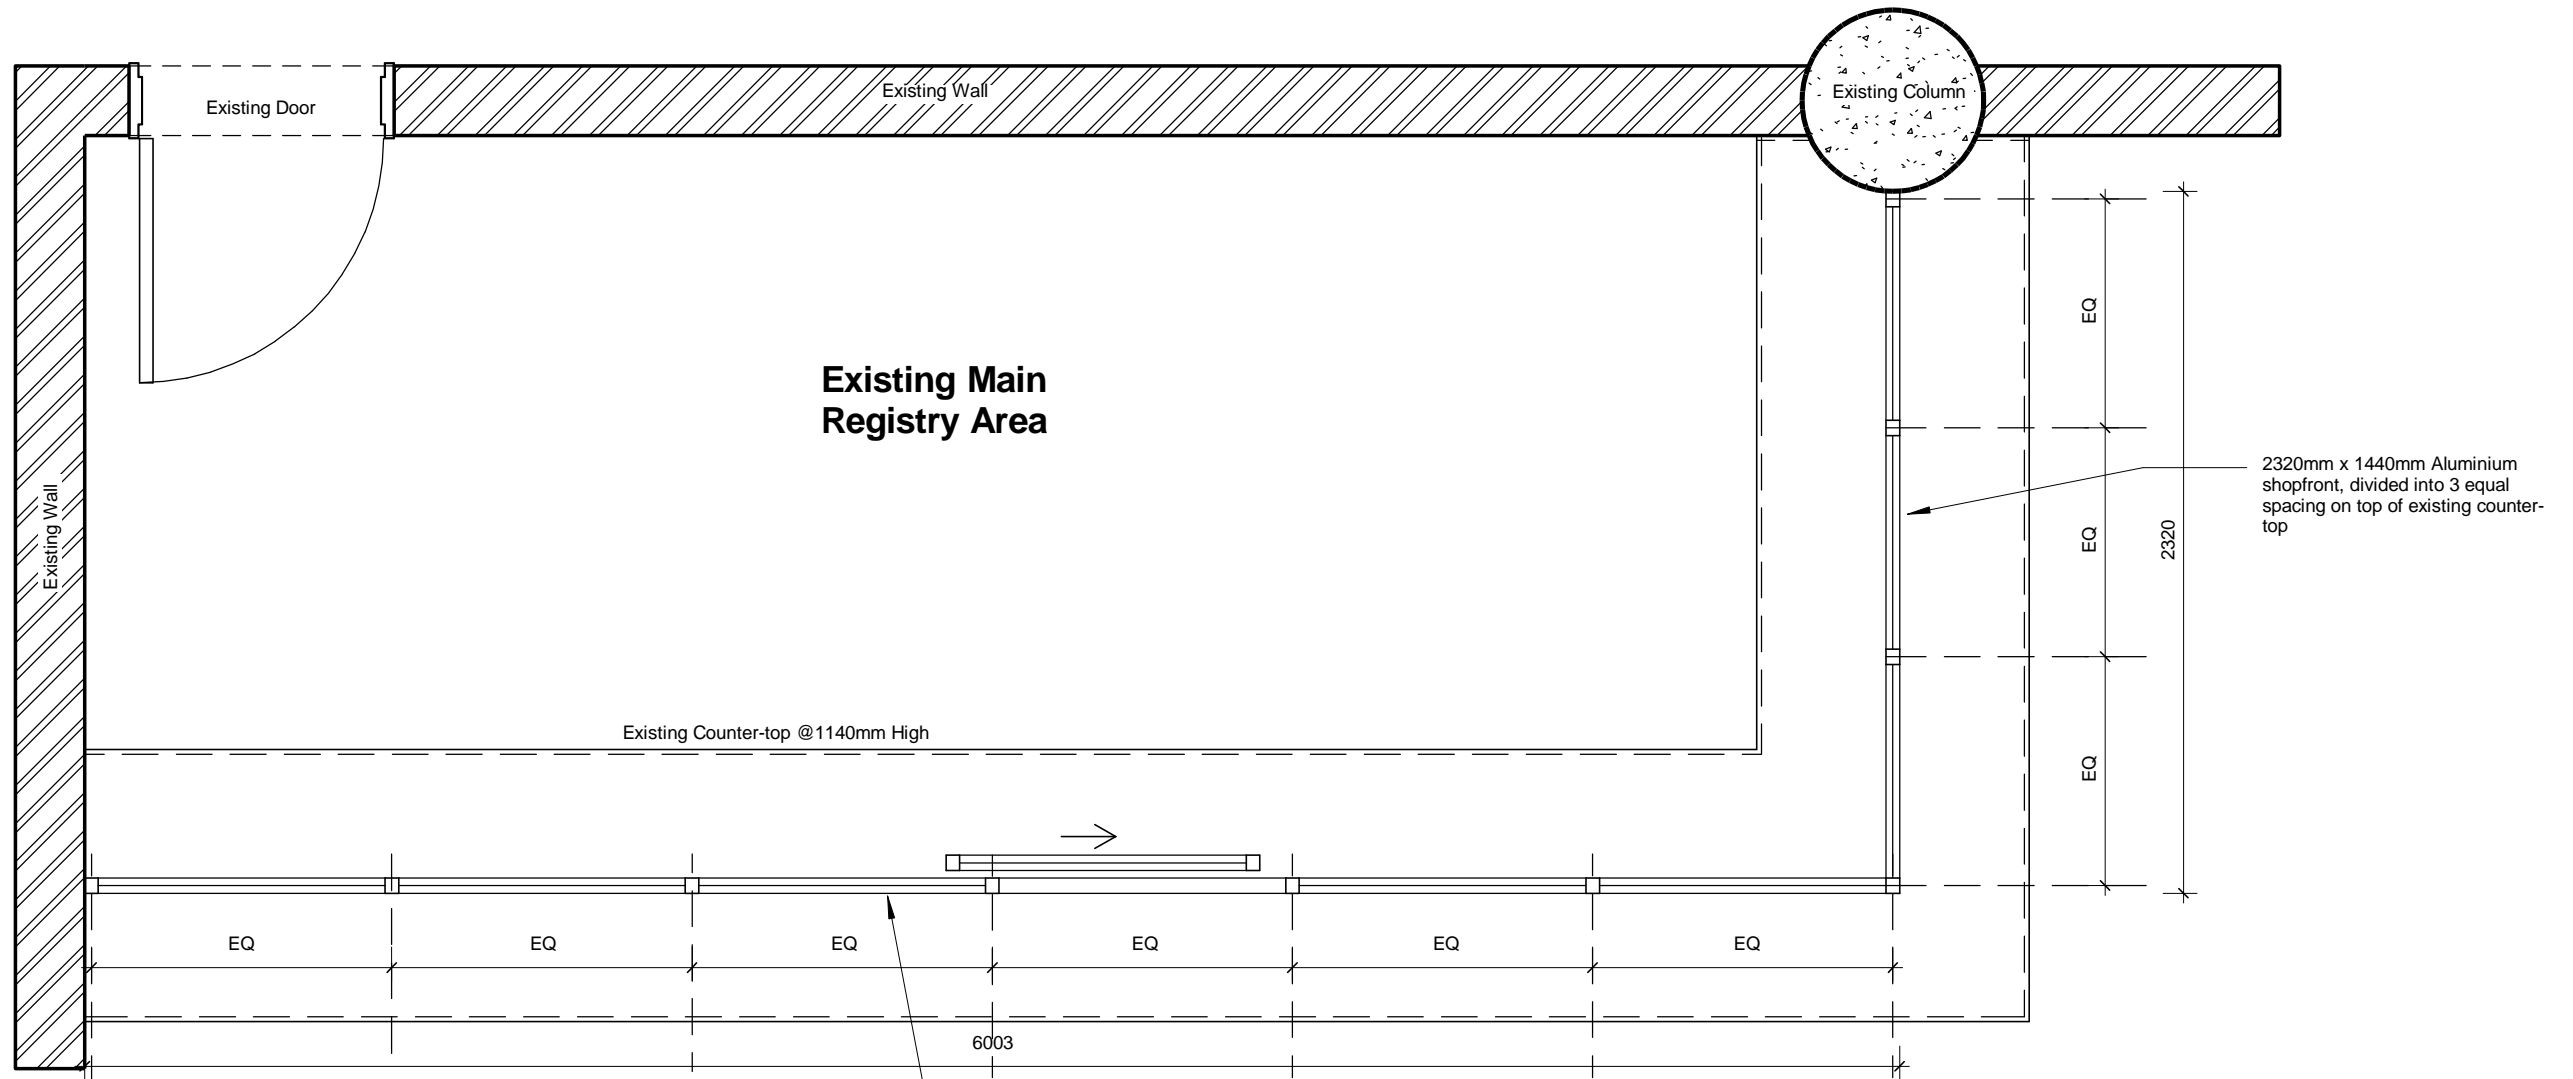 Existing Door
Existing Wall
Existing Column
Existing Main
Registry Area
Existing Wall
EQ
EQ
EQ
2320
2320mm x 1440mm Aluminium
shopfront, divided into 3 equal
spacing on top of existing counter-
top
Existing Counter-top @1140mm High
EQ
EQ
EQ
EQ
EQ
EQ
6003